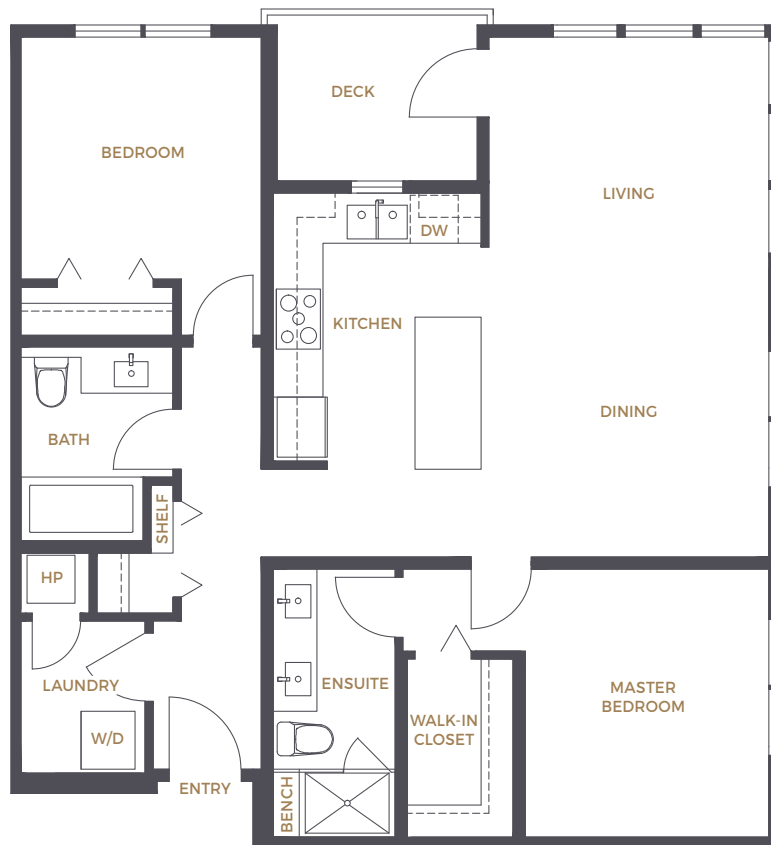 DECK
BEDROOM
LIVING
DW
KITCHEN
DINING
BATH
SHELF
HP
LAUNDRY
ENSUITE
MASTER
BEDROOM
WALK-IN
CLOSET
W/D
ENTRY
BENCH